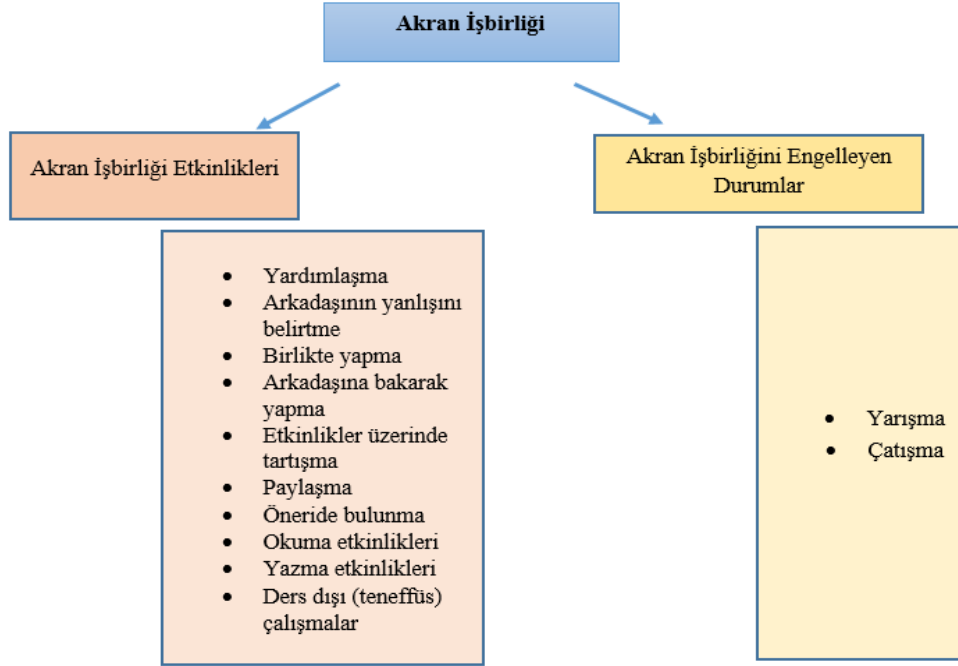 Akran İşbirliği
Akran İşbirliği Etkinlikleri
Akran İşbirliğini Engelleyen
Durumlar
• Yardımlaşma
• Arkadaşının yanlışını
belirtme
• Birlikte yapma
• Arkadaşına bakarak
yapma
• Etkinlikler üzerinde
tartışma
• Paylaşma
• Öneride bulunma
• Okuma etkinlikleri
• Yazma etkinlikleri
• Ders dışı (teneffüs)
çalışmalar
• Yarışma
• Çatışma